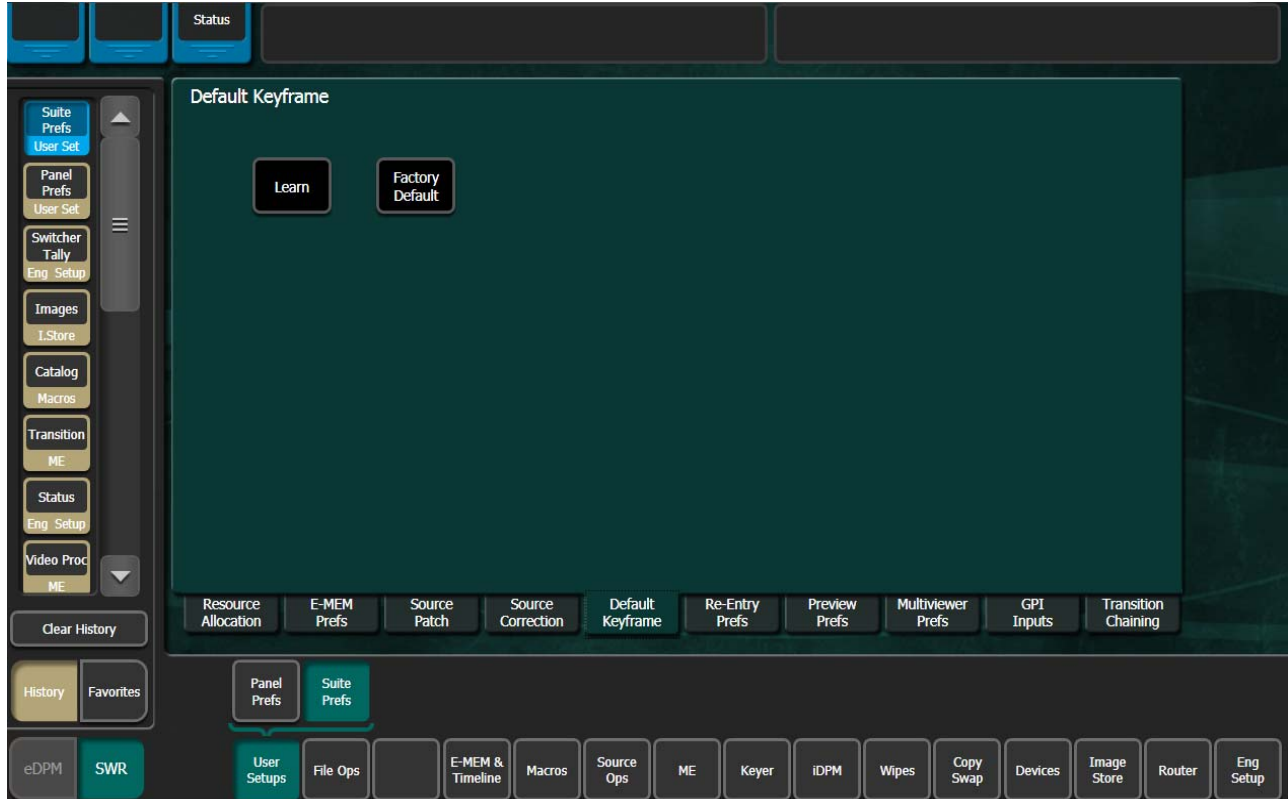 Status
Default Keyframe
Learn
Factory
Default
Suite
Prefs
User Set
Panel
Prefs
User Set
Switcher
Tally
Eng Setup
Images
I.Store
Catalog
Macros
Transition
ME
Status
Eng Setup
Video Proc
ME
Clear History
History
Favorites
eDPM
SWR
Resource
Allocation
E-MEM
Prefs
Source
Patch
Source
Correction
Default
Keyframe
Re-Entry
Prefs
Preview
Prefs
Multiviewer
Prefs
GPI
Inputs
Transition
Chaining
Panel
Prefs
Suite
Prefs
User
Setups
File Ops
E-MEM &
Timeline
Macros
Source
Ops
ME
Keyer
iDPM
Wipes
Copy
Swap
Devices
Image
Store
Router
Eng
Setup